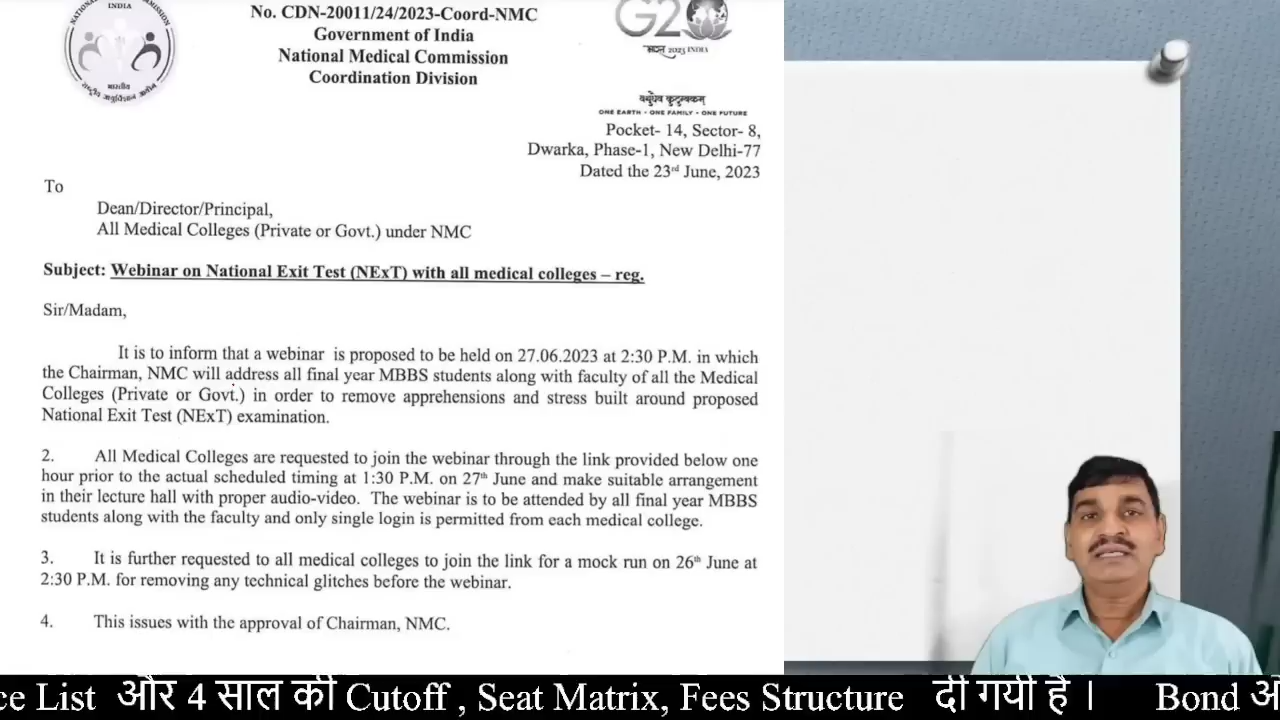 INDIA
No. CDN-20011/24/2023-Coord-NMC
Government of India
National Medical Commission
Coordination Division
G20
2023 INDIA
वसुधैव कुटुम्बकम्
ONE EARTH • ONE FAMILY • ONE FUTURE
Pocket- 14, Sector- 8,
Dwarka, Phase-1, New Delhi-77
Dated the 23rd June, 2023
To
Dean/Director/Principal,
All Medical Colleges (Private or Govt.) under NMC
Subject: Webinar on National Exit Test (NExT) with all medical colleges – reg.
Sir/Madam,
It is to inform that a webinar is proposed to be held on 27.06.2023 at 2:30 P.M. in which
the Chairman, NMC will address all final year MBBS students along with faculty of all the Medical
Colleges (Private or Govt.) in order to remove apprehensions and stress built around proposed
National Exit Test (NExT) examination.
2. All Medical Colleges are requested to join the webinar through the link provided below one
hour prior to the actual scheduled timing at 1:30 P.M. on 27th June and make suitable arrangement
in their lecture hall with proper audio-video. The webinar is to be attended by all final year MBBS
students along with the faculty and only single login is permitted from each medical college.
3. It is further requested to all medical colleges to join the link for a mock run on 26th June at
2:30 P.M. for removing any technical glitches before the webinar.
4. This issues with the approval of Chairman, NMC.
ce List और 4 साल की Cutoff , Seat Matrix, Fees Structure दी गयी है । Bond औ